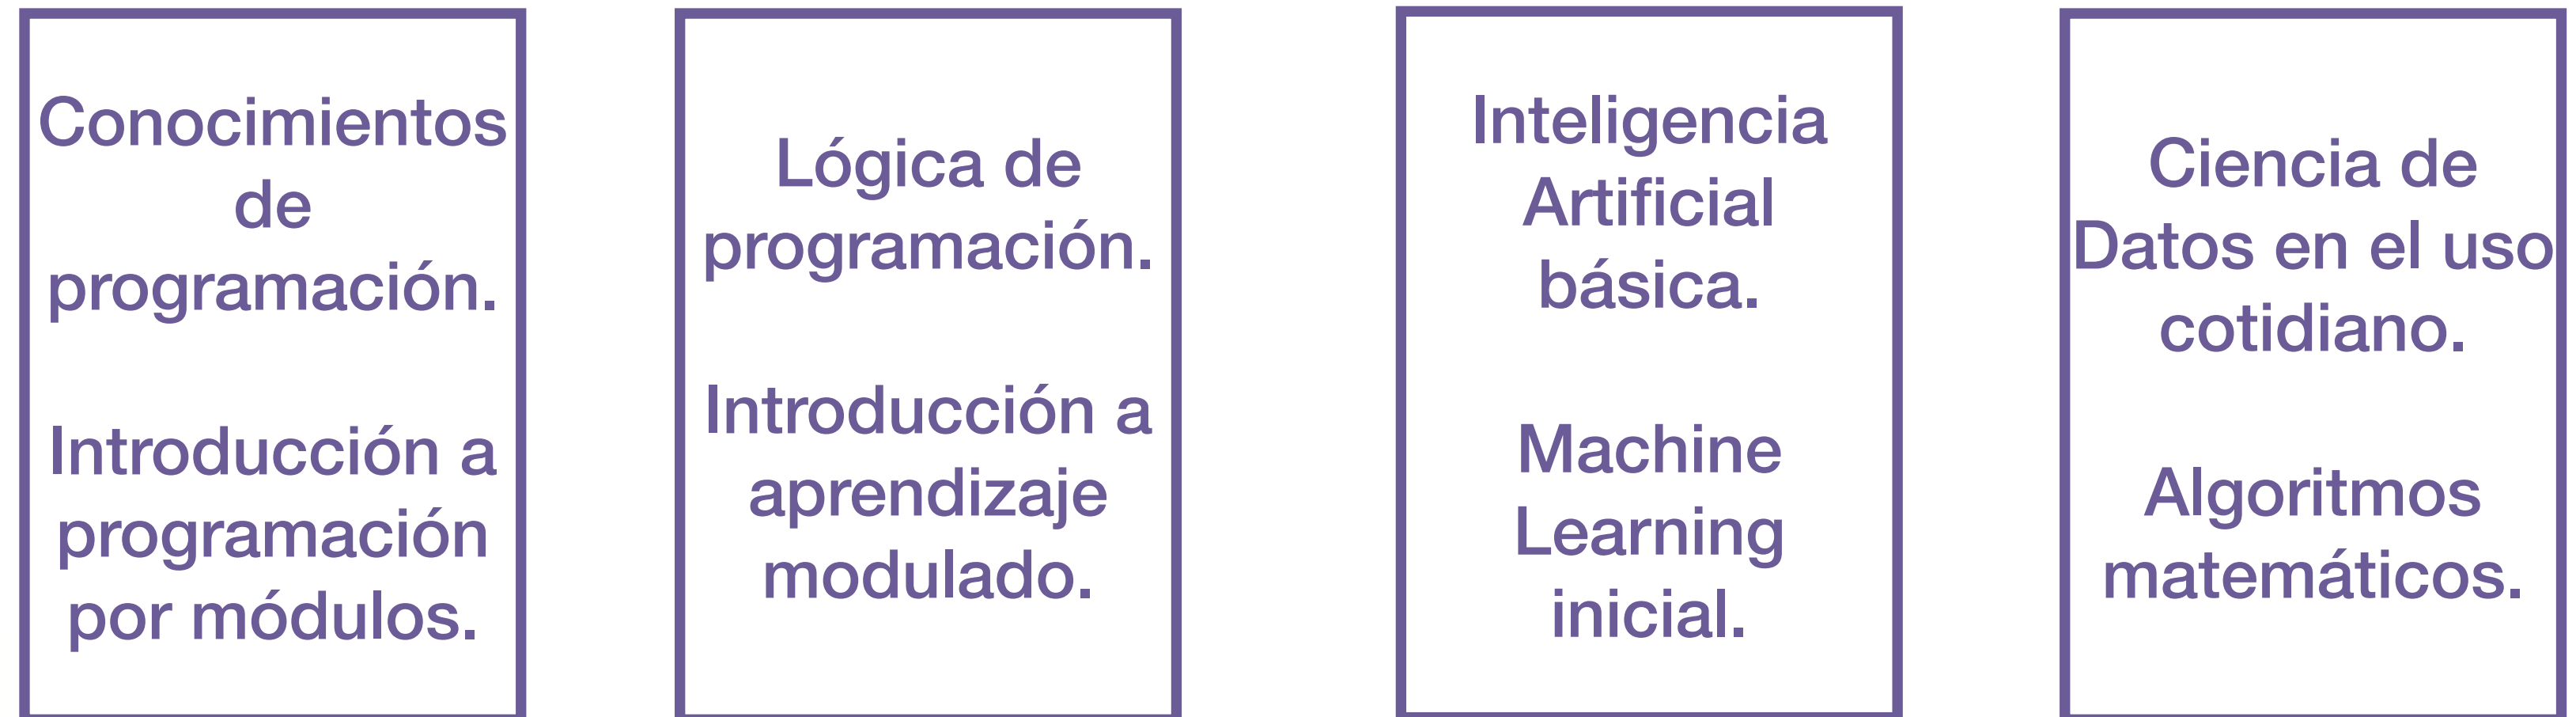 Conocimientos
de
programación.
Introducción a
programación
por módulos.
Lógica de
programación.
Introducción a
aprendizaje
modulado.
Inteligencia
Artificial
básica.
Machine
Learning
inicial.
Ciencia de
Datos en el uso
cotidiano.
Algoritmos
matemáticos.